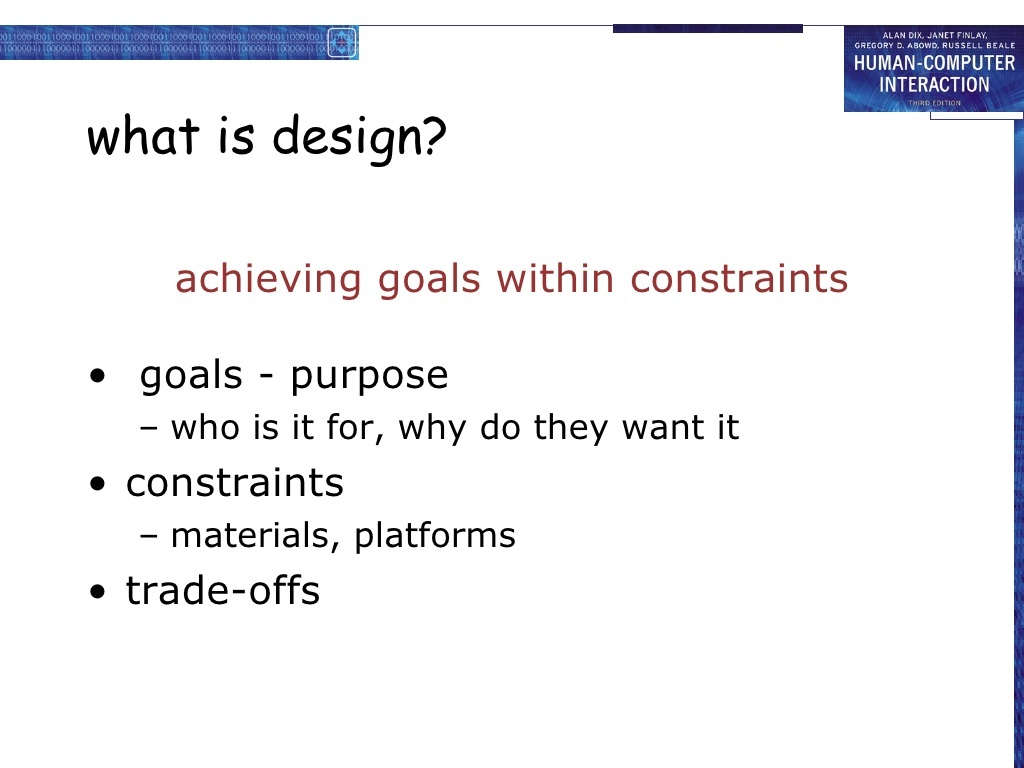 ALAN DIX, JANET FINLAY,
GREGORY D. ABOWD, RUSSELL BEALE
HUMAN-COMPUTER
INTERACTION
THIRD EDITION
what is design?
achieving goals within constraints
• goals - purpose
– who is it for, why do they want it
• constraints
– materials, platforms
• trade-offs